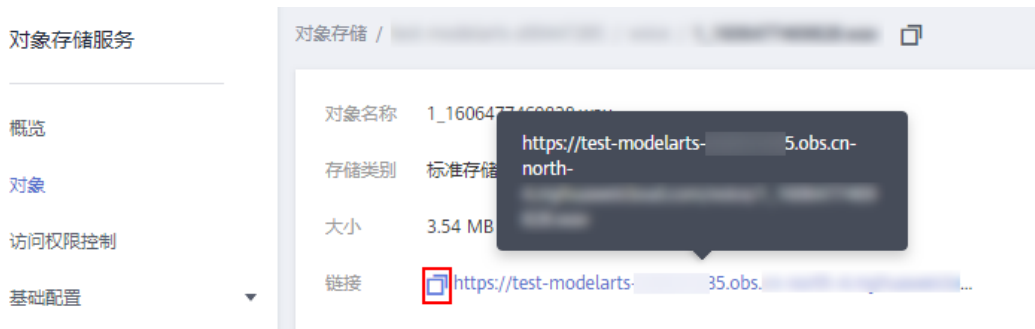 对象存储服务
对象存储 /
概览
对象
访问权限控制
基础配置
对象名称 1_1606477469828.wav
https://test-modelarts- 5.obs.cn-
north-
存储类别 标准存储
大小 3.54 MB
链接 https://test-modelarts- 35.obs. ...